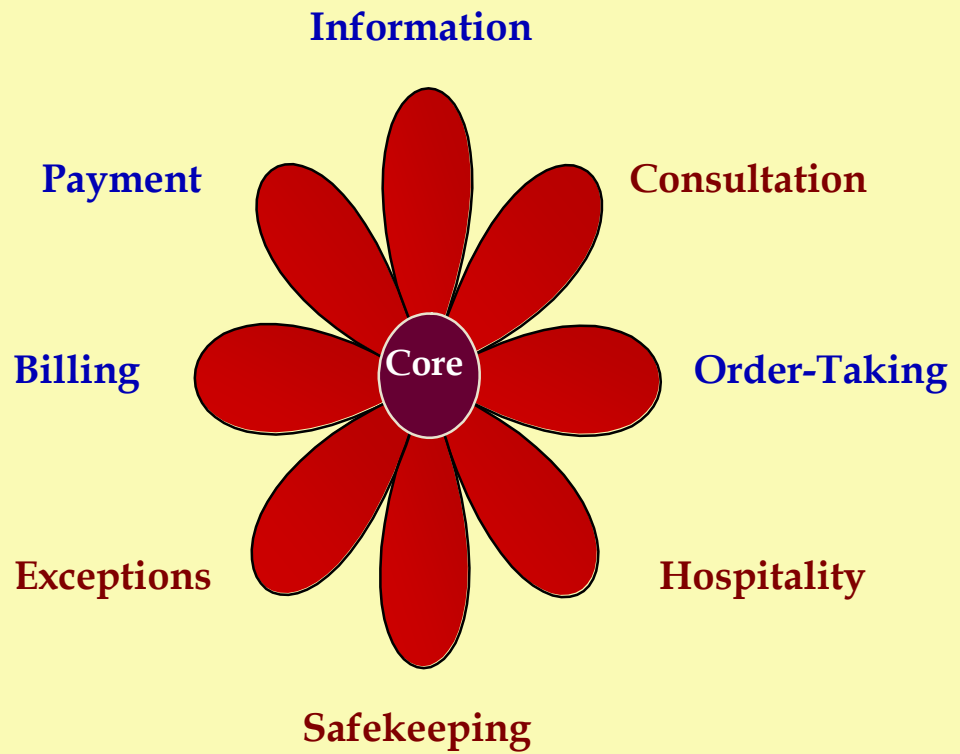 Information
Payment
Consultation
Core
Billing
Order-Taking
Exceptions
Hospitality
Safekeeping